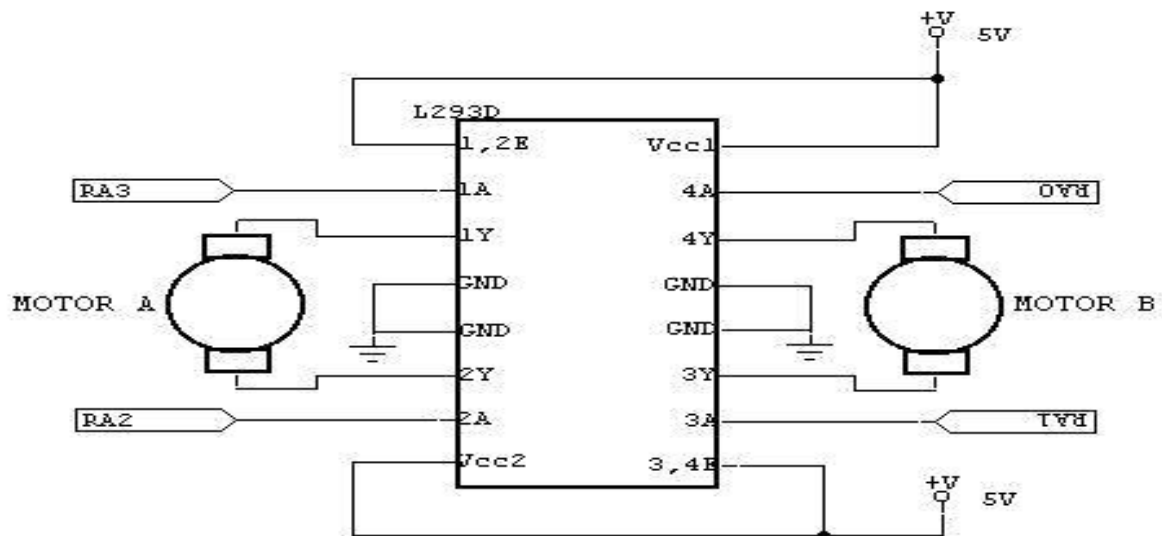 +V
5V
L293D
1,2E
Vcc1
RA3
1A
4A
RA0
1Y
4Y
GND
GND
MOTOR A
MOTOR B
GND
GND
2Y
3Y
RA2
2A
3A
RA1
Vcc2
3,4E
+V
5V